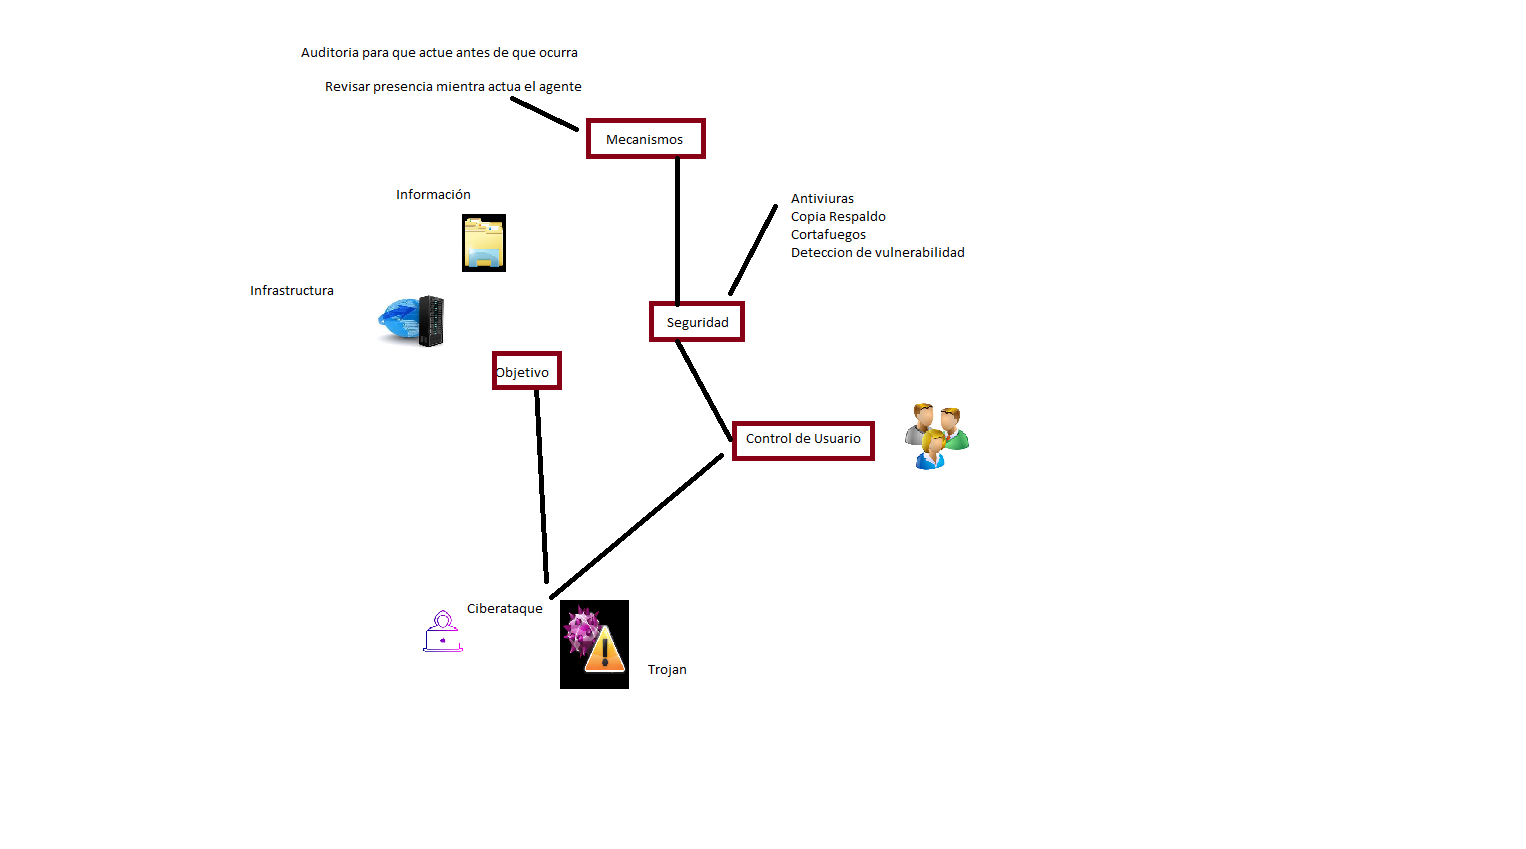 Auditoria para que actue antes de que ocurra
Revisar presencia mientra actua el agente
Mecanismos
Información
Antiviuras
Copia Respaldo
Cortafuegos
Deteccion de vulnerabilidad
Infrastructura
Seguridad
Objetivo
Control de Usuario
Ciberataque
Trojan